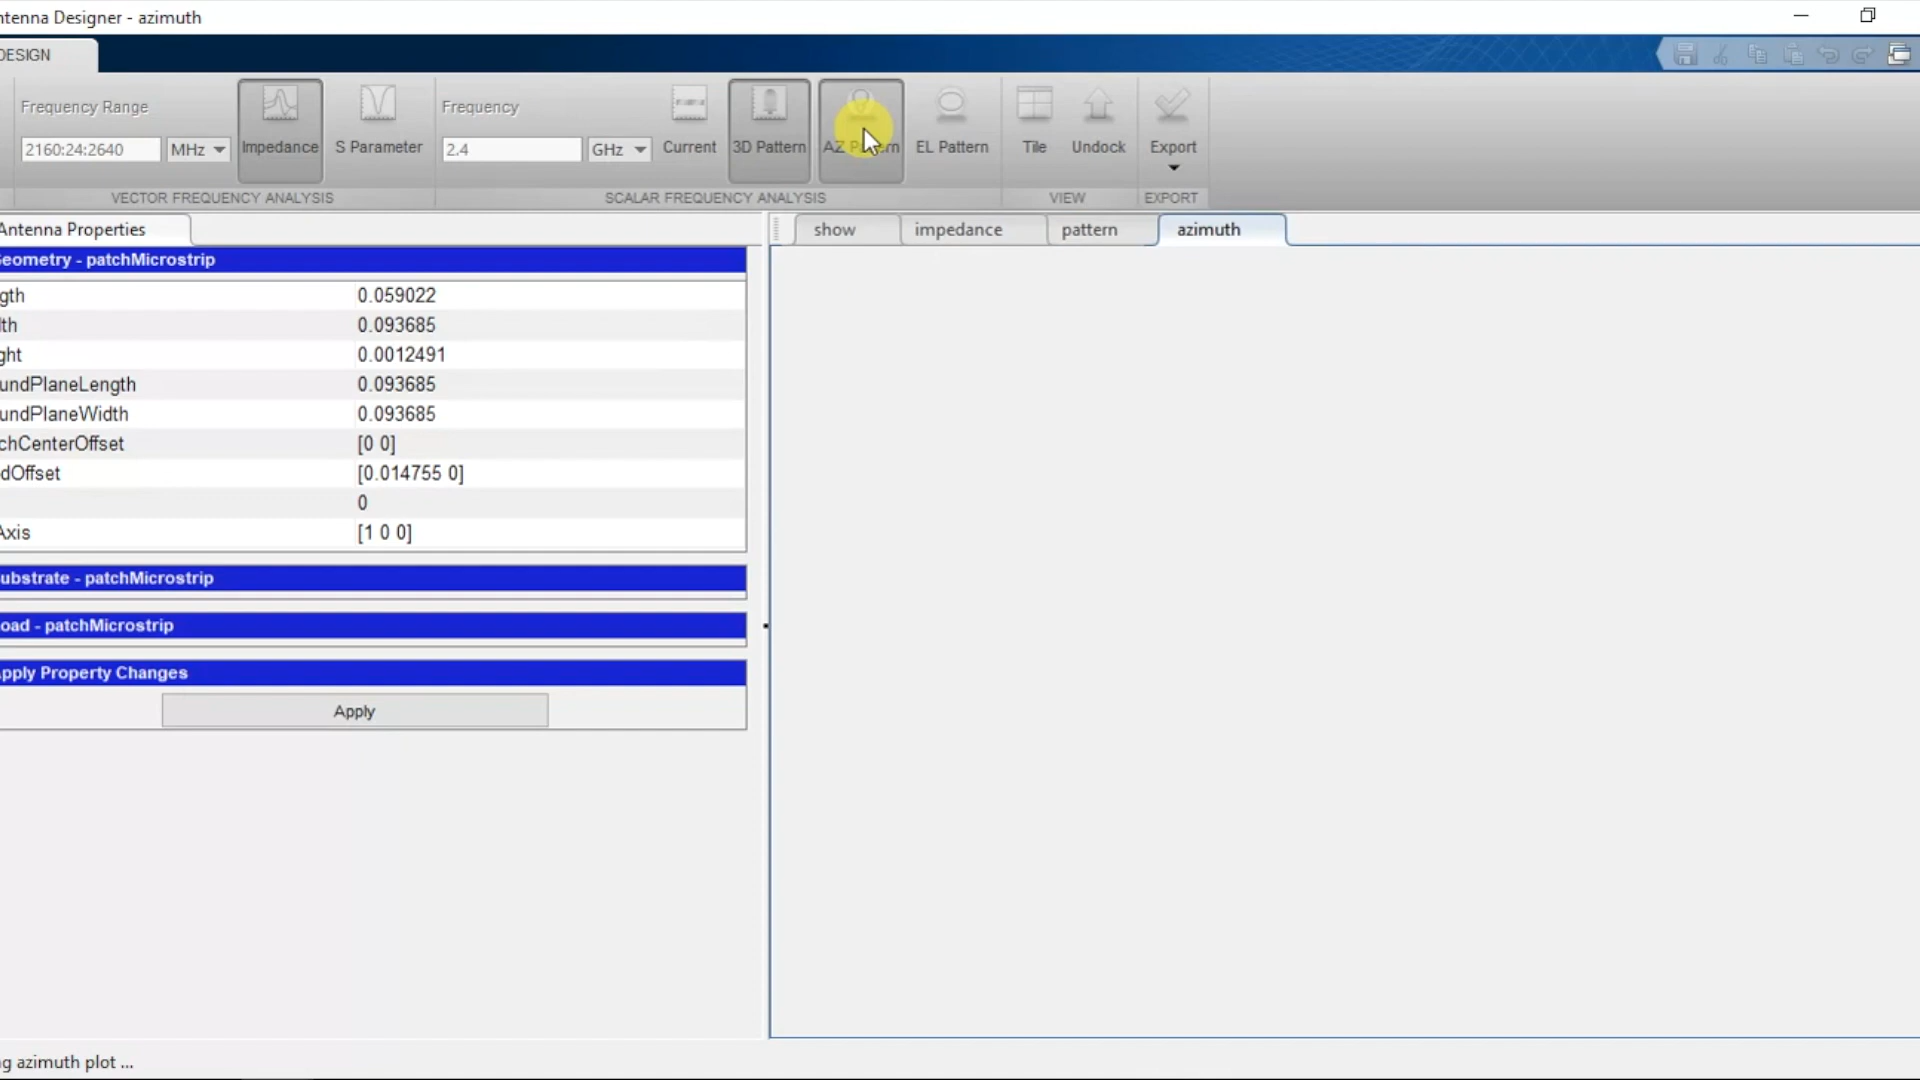 ntenna Designer - azimuth
DESIGN
Frequency Range
2160:24:2640
MHz
Impedance
S Parameter
Frequency
2.4
GHz
Current
3D Pattern
AZ Pattern
EL Pattern
Tile
Undock
Export
VECTOR FREQUENCY ANALYSIS
SCALAR FREQUENCY ANALYSIS
VIEW
EXPORT
Antenna Properties
show
impedance
pattern
azimuth
eometry - patchMicrostrip
gth 0.059022
th 0.093685
ght 0.0012491
undPlaneLength 0.093685
undPlaneWidth 0.093685
chCenterOffset [0 0]
dOffset [0.014755 0]
0
Axis [1 0 0]
ubstrate - patchMicrostrip
oad - patchMicrostrip
pply Property Changes
Apply
g azimuth plot ...